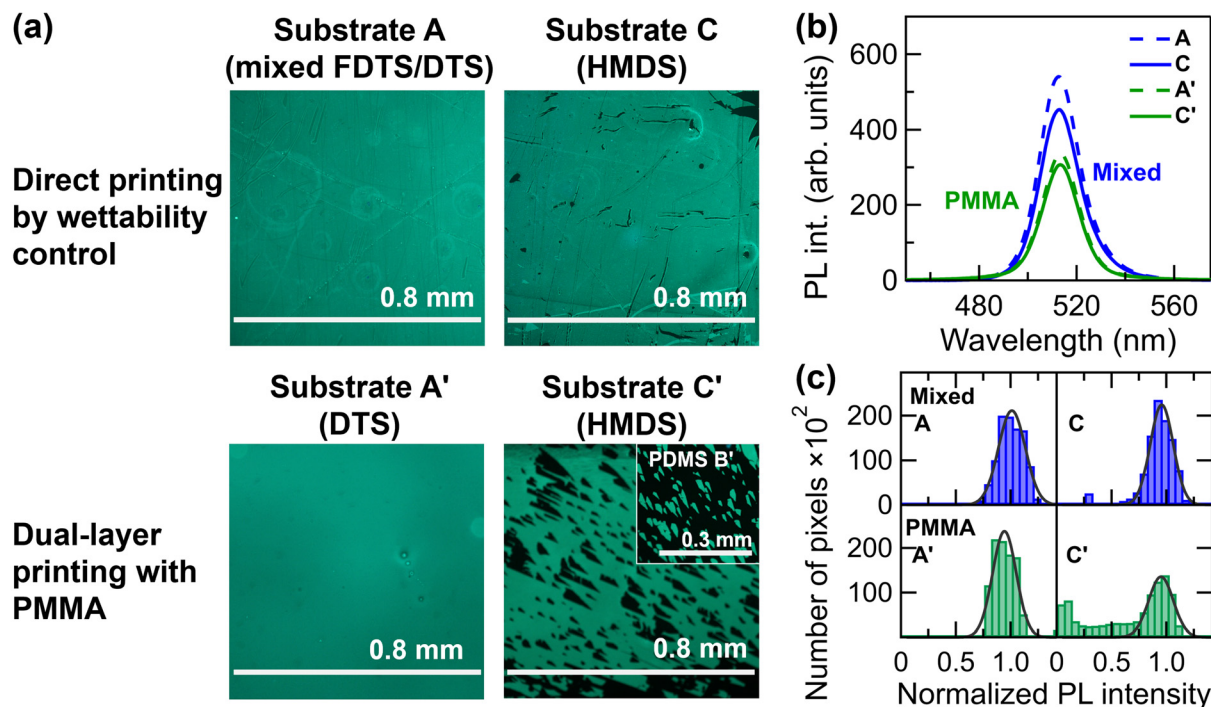 (a)
Substrate A
(mixed FDTS/DTS)
Substrate C
(HMDS)
Direct printing
by wettability
control
0.8 mm
0.8 mm
Substrate A'
(DTS)
Substrate C'
(HMDS)
Dual-layer
printing with
PMMA
0.8 mm
PDMS B'
0.3 mm
0.8 mm
(b)
PL int. (arb. units)
600
400
200
0
A
C
A'
C'
Mixed
PMMA
480
520
560
Wavelength (nm)
(c)
Number of pixels ×10²
200
100
0
200
100
Mixed
A
C
PMMA
A'
C'
0
0.5
1.0
0
0.5
1.0
Normalized PL intensity